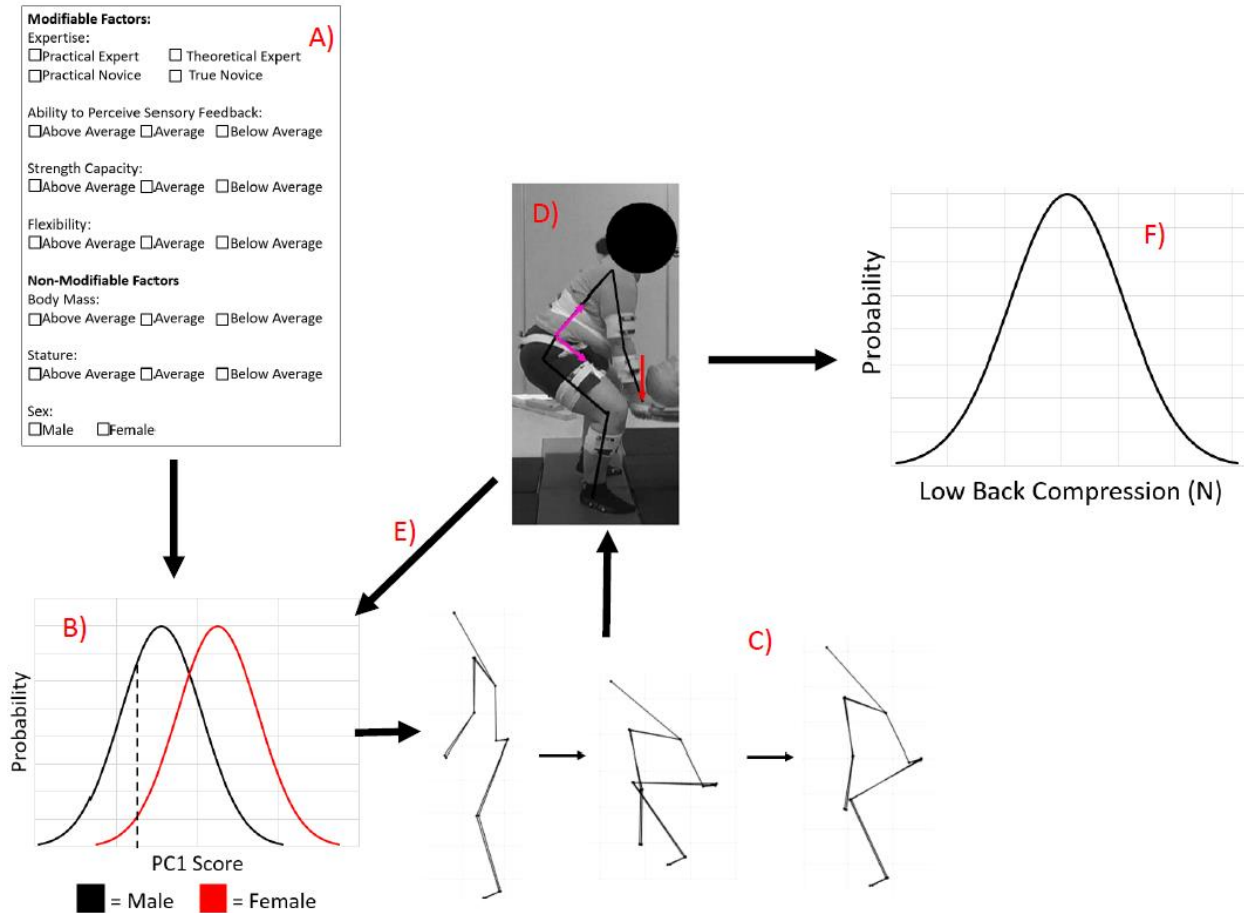 Modifiable Factors:
A)
Expertise:
☐Practical Expert ☐ Theoretical Expert
☐Practical Novice ☐ True Novice
Ability to Perceive Sensory Feedback:
☐Above Average ☐Average ☐Below Average
Strength Capacity:
☐Above Average ☐Average ☐Below Average
Flexibility:
☐Above Average ☐Average ☐Below Average
Non-Modifiable Factors
Body Mass:
☐Above Average ☐Average ☐Below Average
Stature:
☐Above Average ☐Average ☐Below Average
Sex:
☐Male ☐Female
D)
F)
Probability
Low Back Compression (N)
E)
B)
Probability
PC1 Score
= Male = Female
C)